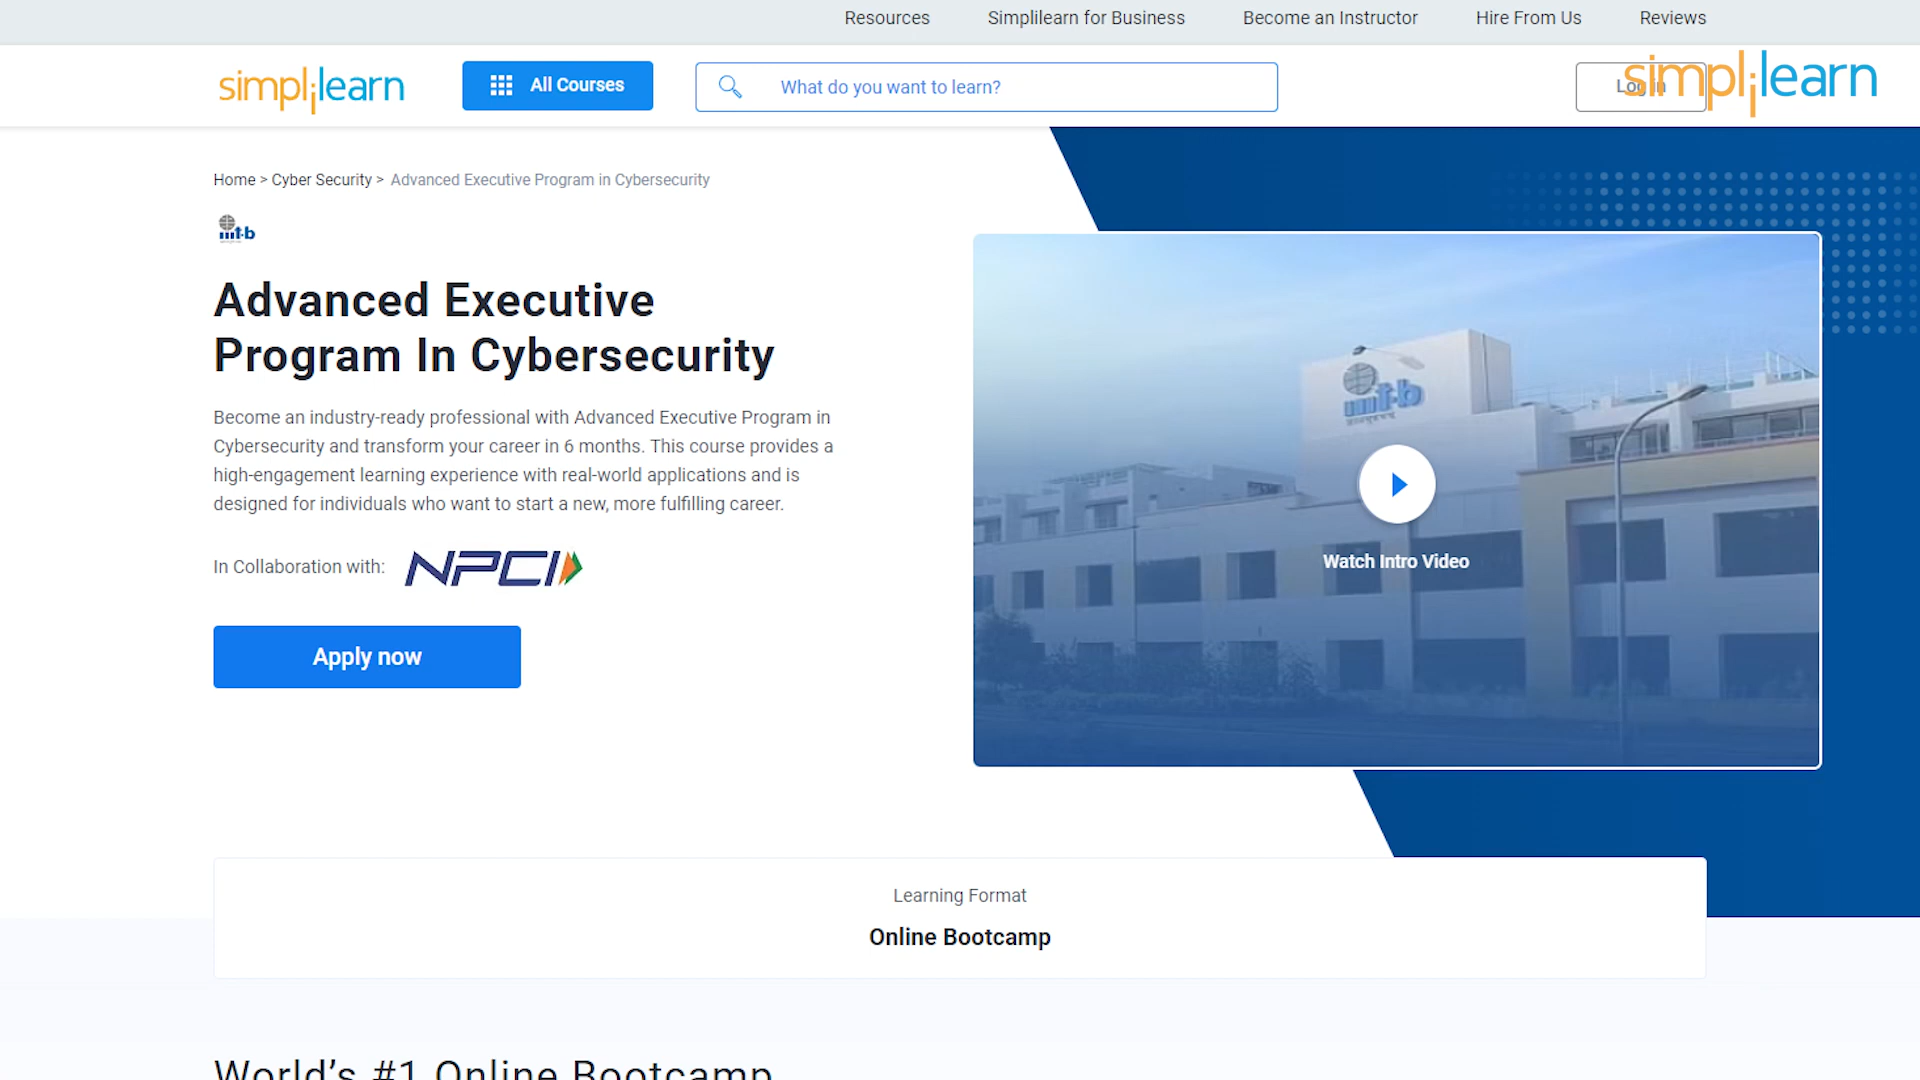 Resources Simplilearn for Business Become an Instructor Hire From Us Reviews
simplilearn All Courses What do you want to learn? simplilearn
Home > Cyber Security > Advanced Executive Program in Cybersecurity
iiit-b
Advanced Executive
Program In Cybersecurity
Become an industry-ready professional with Advanced Executive Program in
Cybersecurity and transform your career in 6 months. This course provides a
high-engagement learning experience with real-world applications and is
designed for individuals who want to start a new, more fulfilling career.
In Collaboration with: NPCI
Apply now
iiit-b
Watch Intro Video
Learning Format
Online Bootcamp
World's #1 Online Bootcamp